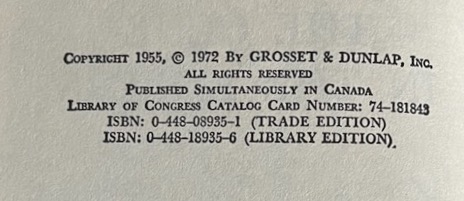 COPYRIGHT 1955, © 1972 BY GROSSET & DUNLAP, INC.
ALL RIGHTS RESERVED
PUBLISHED SIMULTANEOUSLY IN CANADA
LIBRARY OF CONGRESS CATALOG CARD NUMBER: 74-181843
ISBN: 0-448-08935-1 (TRADE EDITION)
ISBN: 0-448-18935-6 (LIBRARY EDITION).